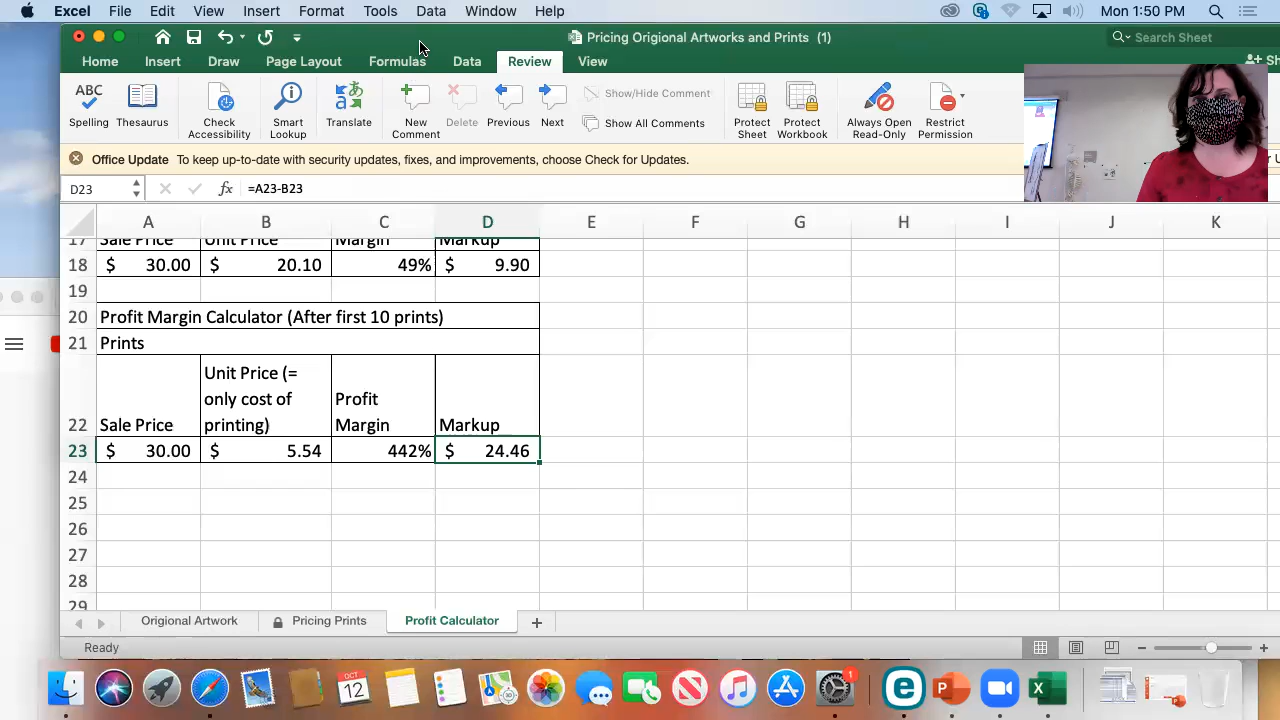 Excel File Edit View Insert Format Tools Data Window Help Mon 1:50 PM
Pricing Origional Artworks and Prints (1) Search Sheet
Home Insert Draw Page Layout Formulas Data Review View Sh
ABC
Spelling Thesaurus Check Accessibility Smart Lookup Translate New Comment Delete Previous Next Show/Hide Comment Show All Comments Protect Sheet Protect Workbook Always Open Read-Only Restrict Permission
Office Update To keep up-to-date with security updates, fixes, and improvements, choose Check for Updates.
D23 fx =A23-B23
A B C D E F G H I J K
17 Sale Price Unit Price Margin Markup
18 $ 30.00 $ 20.10 49% $ 9.90
19
20 Profit Margin Calculator (After first 10 prints)
21 Prints
22 Sale Price Unit Price (= only cost of printing) Profit Margin Markup
23 $ 30.00 $ 5.54 442% $ 24.46
24
25
26
27
28
29
Origional Artwork Pricing Prints Profit Calculator +
Ready
OCT
12
1
e
P
X